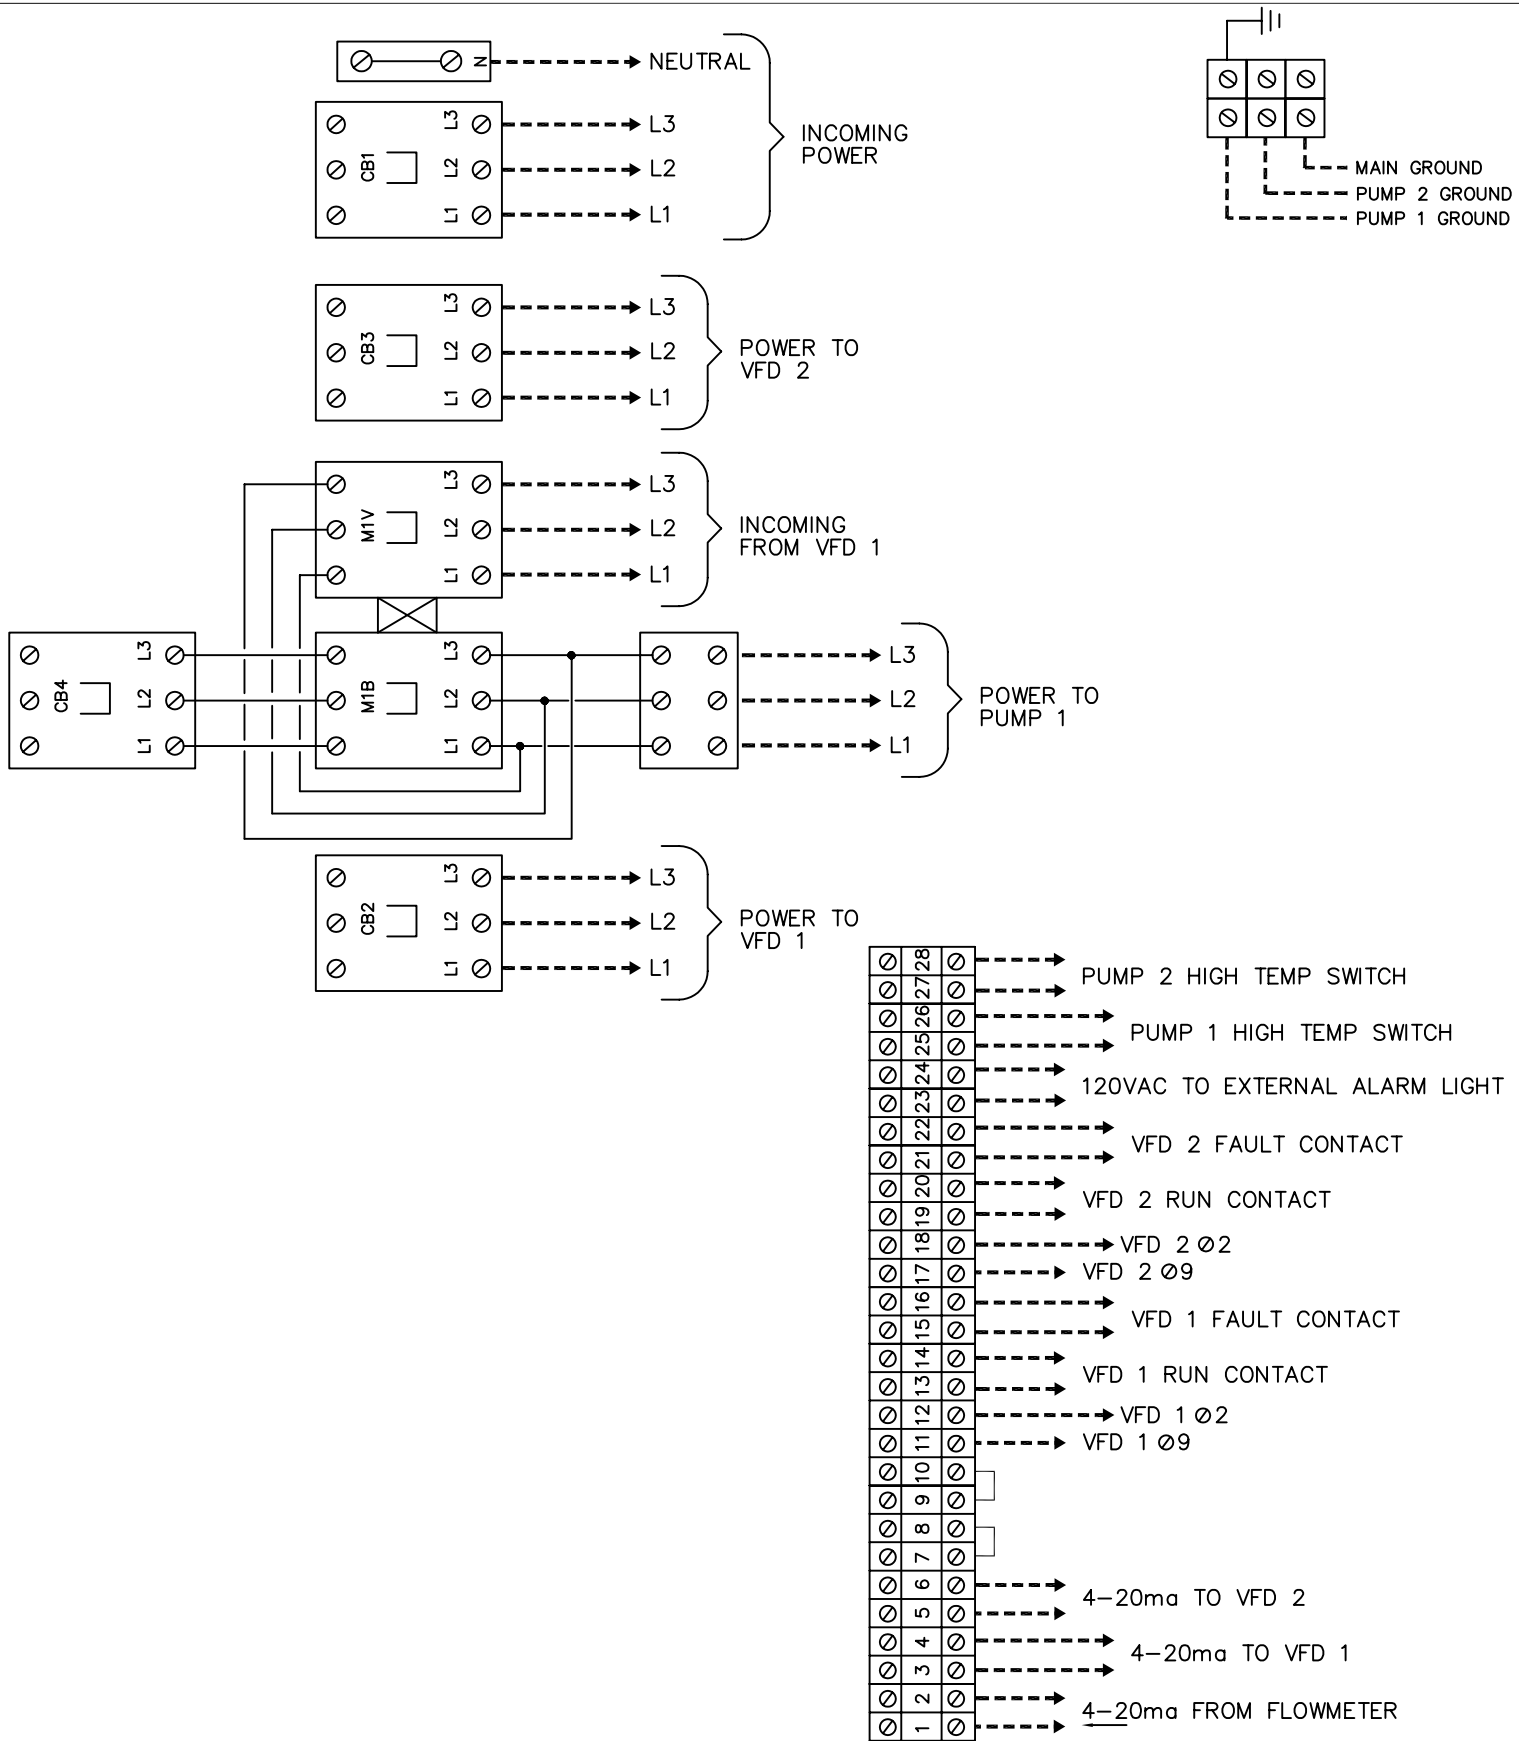 N
NEUTRAL
L3
L3
CB1
L2
L2
L1
L1
INCOMING
POWER
MAIN GROUND
PUMP 2 GROUND
PUMP 1 GROUND
L3
L3
CB3
L2
L2
L1
L1
POWER TO
VFD 2
L3
L3
M1V
L2
L2
L1
L1
INCOMING
FROM VFD 1
CB4
L3
L2
L1
M1B
L3
L2
L1
L3
L2
L1
POWER TO
PUMP 1
L3
L3
CB2
L2
L2
L1
L1
POWER TO
VFD 1
28
27
PUMP 2 HIGH TEMP SWITCH
26
25
PUMP 1 HIGH TEMP SWITCH
24
23
120VAC TO EXTERNAL ALARM LIGHT
22
21
VFD 2 FAULT CONTACT
20
19
VFD 2 RUN CONTACT
18
VFD 2 Ø2
17
VFD 2 Ø9
16
15
VFD 1 FAULT CONTACT
14
13
VFD 1 RUN CONTACT
12
VFD 1 Ø2
11
VFD 1 Ø9
10
9
8
7
6
5
4-20ma TO VFD 2
4
3
4-20ma TO VFD 1
2
1
4-20ma FROM FLOWMETER